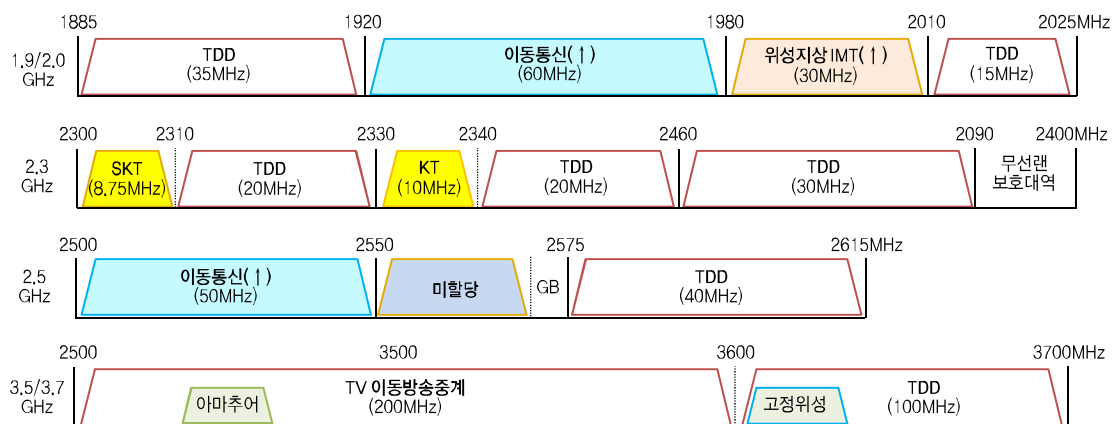 1885 1920 1980 2010 2025MHz
1.9/2.0
GHz
TDD
(35MHz)
이동통신(↑)
(60MHz)
위성지상IMT(↑)
(30MHz)
TDD
(15MHz)
2300 2310 2330 2340 2460 2090 2400MHz
2.3
GHz
SKT
(8.75MHz)
TDD
(20MHz)
KT
(10MHz)
TDD
(20MHz)
TDD
(30MHz)
무선랜
보호대역
2500 2550 2575 2615MHz
2.5
GHz
이동통신(↑)
(50MHz)
미할당
GB
TDD
(40MHz)
2500 3500 3600 3700MHz
3.5/3.7
GHz
아마추어
TV 이동방송중계
(200MHz)
고정위성
TDD
(100MHz)